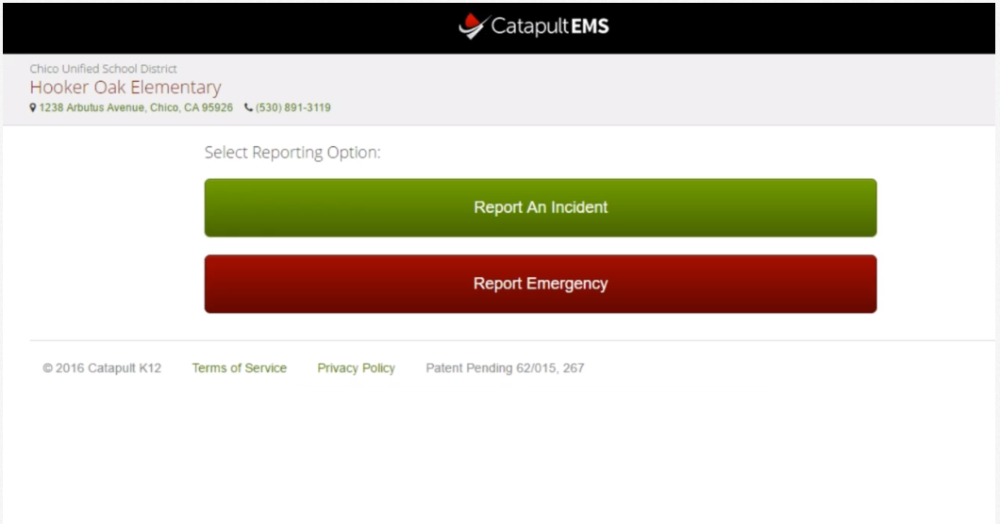 CatapultEMS
Chico Unified School District
Hooker Oak Elementary
1238 Arbutus Avenue, Chico, CA 95926 (530) 891-3119
Select Reporting Option:
Report An Incident
Report Emergency
© 2016 Catapult K12 Terms of Service Privacy Policy Patent Pending 62/015, 267